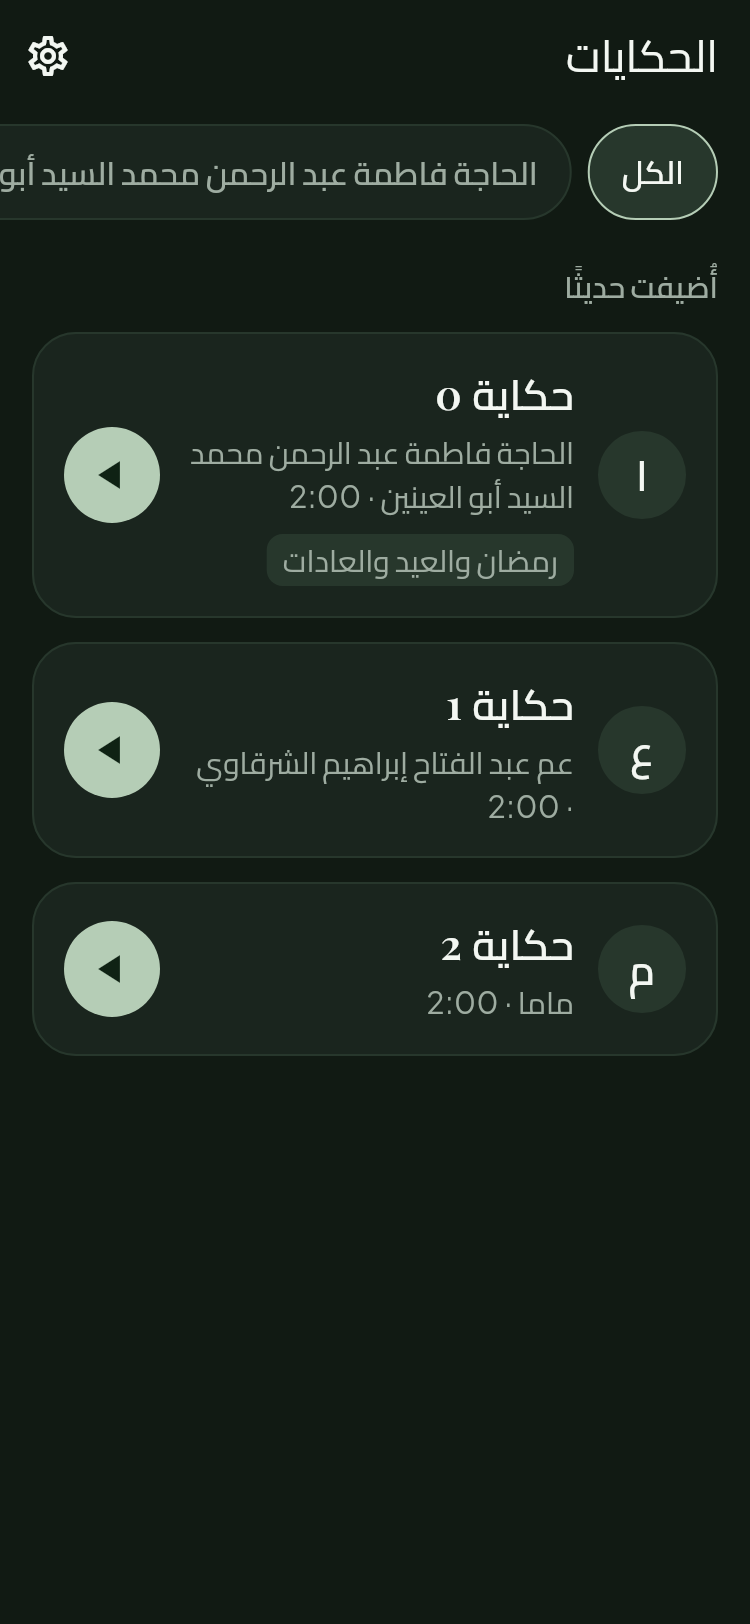 الحكايات
الكل
الحاجة فاطمة عبد الرحمن محمد السيد أبو
أُضيفت حديثًا
ا
حكاية 0
الحاجة فاطمة عبد الرحمن محمد
السيد أبو العينين · 2:00
رمضان والعيد والعادات
ع
حكاية 1
عم عبد الفتاح إبراهيم الشرقاوي
· 2:00
م
حكاية 2
ماما · 2:00